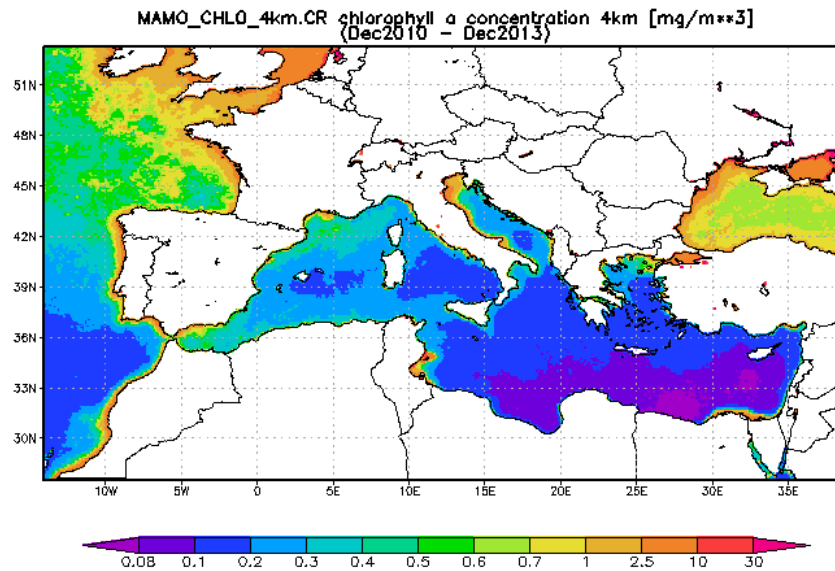 MAMO_CHLO_4km.CR chlorophyll a concentration 4km [mg/m**3]
(Dec2010 – Dec2013)
51N
48N
45N
42N
39N
36N
33N
30N
10W 5W 0 5E 10E 15E 20E 25E 30E 35E
0.08 0.1 0.2 0.3 0.4 0.5 0.6 0.7 1 2.5 10 30